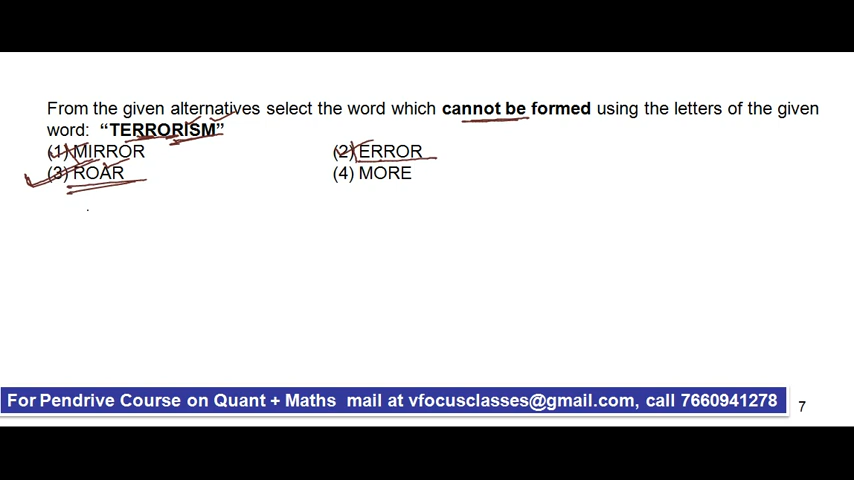 From the given alternatives select the word which cannot be formed using the letters of the given
word: “TERRORISM”
(1) MIRROR (2) ERROR
(3) ROAR (4) MORE
For Pendrive Course on Quant + Maths mail at vfocusclasses@gmail.com, call 7660941278
7